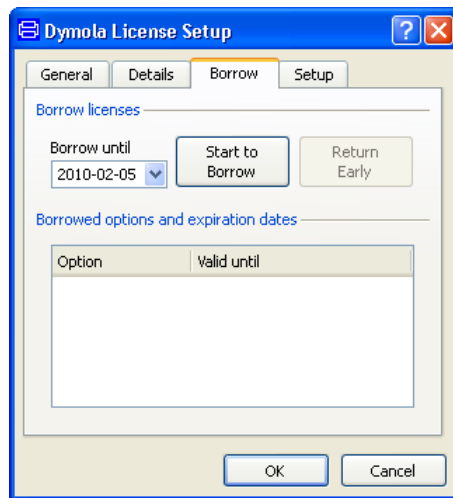 Dymola License Setup
General Details Borrow Setup
Borrow licenses
Borrow until
2010-02-05
Start to
Borrow
Return
Early
Borrowed options and expiration dates
Option Valid until
OK Cancel